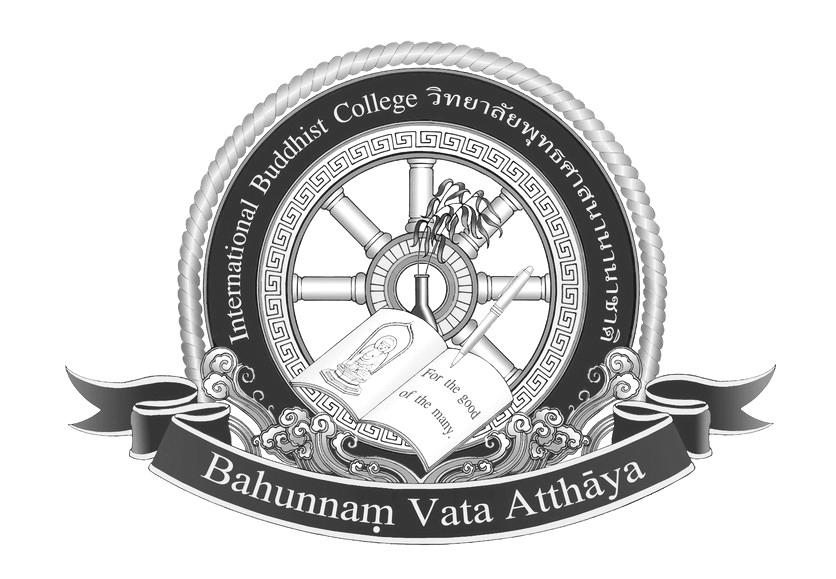 International Buddhist College วิทยาลัยพุทธศาสนานานาชาติ
For the good
of the many.
Bahunnaṃ Vata Atthāya